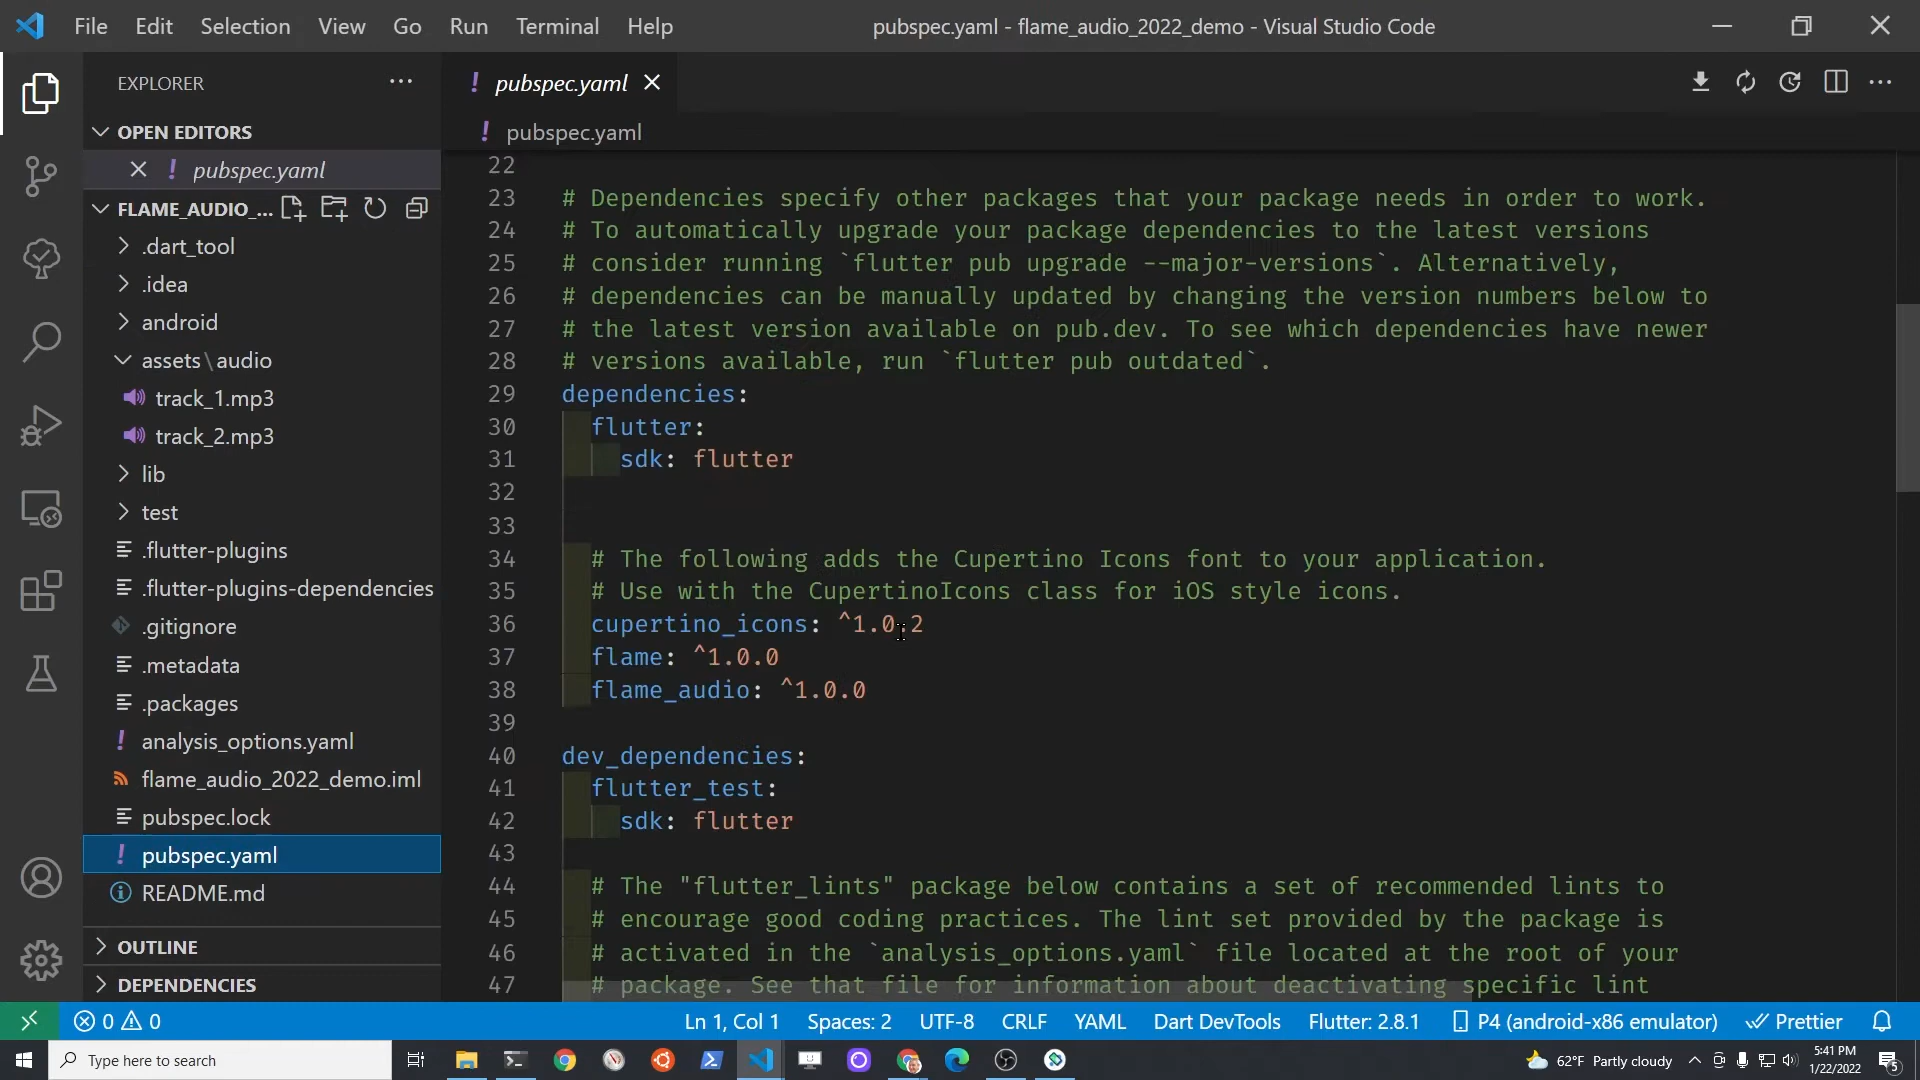 File Edit Selection View Go Run Terminal Help
pubspec.yaml - flame_audio_2022_demo - Visual Studio Code
EXPLORER
OPEN EDITORS
! pubspec.yaml
FLAME_AUDIO_...
.dart_tool
.idea
android
assets\audio
track_1.mp3
track_2.mp3
lib
test
.flutter-plugins
.flutter-plugins-dependencies
.gitignore
.metadata
.packages
! analysis_options.yaml
flame_audio_2022_demo.iml
pubspec.lock
! pubspec.yaml
README.md
OUTLINE
DEPENDENCIES
! pubspec.yaml
! pubspec.yaml
22
23 # Dependencies specify other packages that your package needs in order to work.
24 # To automatically upgrade your package dependencies to the latest versions
25 # consider running `flutter pub upgrade --major-versions`. Alternatively,
26 # dependencies can be manually updated by changing the version numbers below to
27 # the latest version available on pub.dev. To see which dependencies have newer
28 # versions available, run `flutter pub outdated`.
29 dependencies:
30 flutter:
31 sdk: flutter
32
33
34 # The following adds the Cupertino Icons font to your application.
35 # Use with the CupertinoIcons class for iOS style icons.
36 cupertino_icons: ^1.0.2
37 flame: ^1.0.0
38 flame_audio: ^1.0.0
39
40 dev_dependencies:
41 flutter_test:
42 sdk: flutter
43
44 # The "flutter_lints" package below contains a set of recommended lints to
45 # encourage good coding practices. The lint set provided by the package is
46 # activated in the `analysis_options.yaml` file located at the root of your
47 # package. See that file for information about deactivating specific lint
0 0 Ln 1, Col 1 Spaces: 2 UTF-8 CRLF YAML Dart DevTools Flutter: 2.8.1 P4 (android-x86 emulator) Prettier
Type here to search
62°F Partly cloudy
5:41 PM
1/22/2022
5